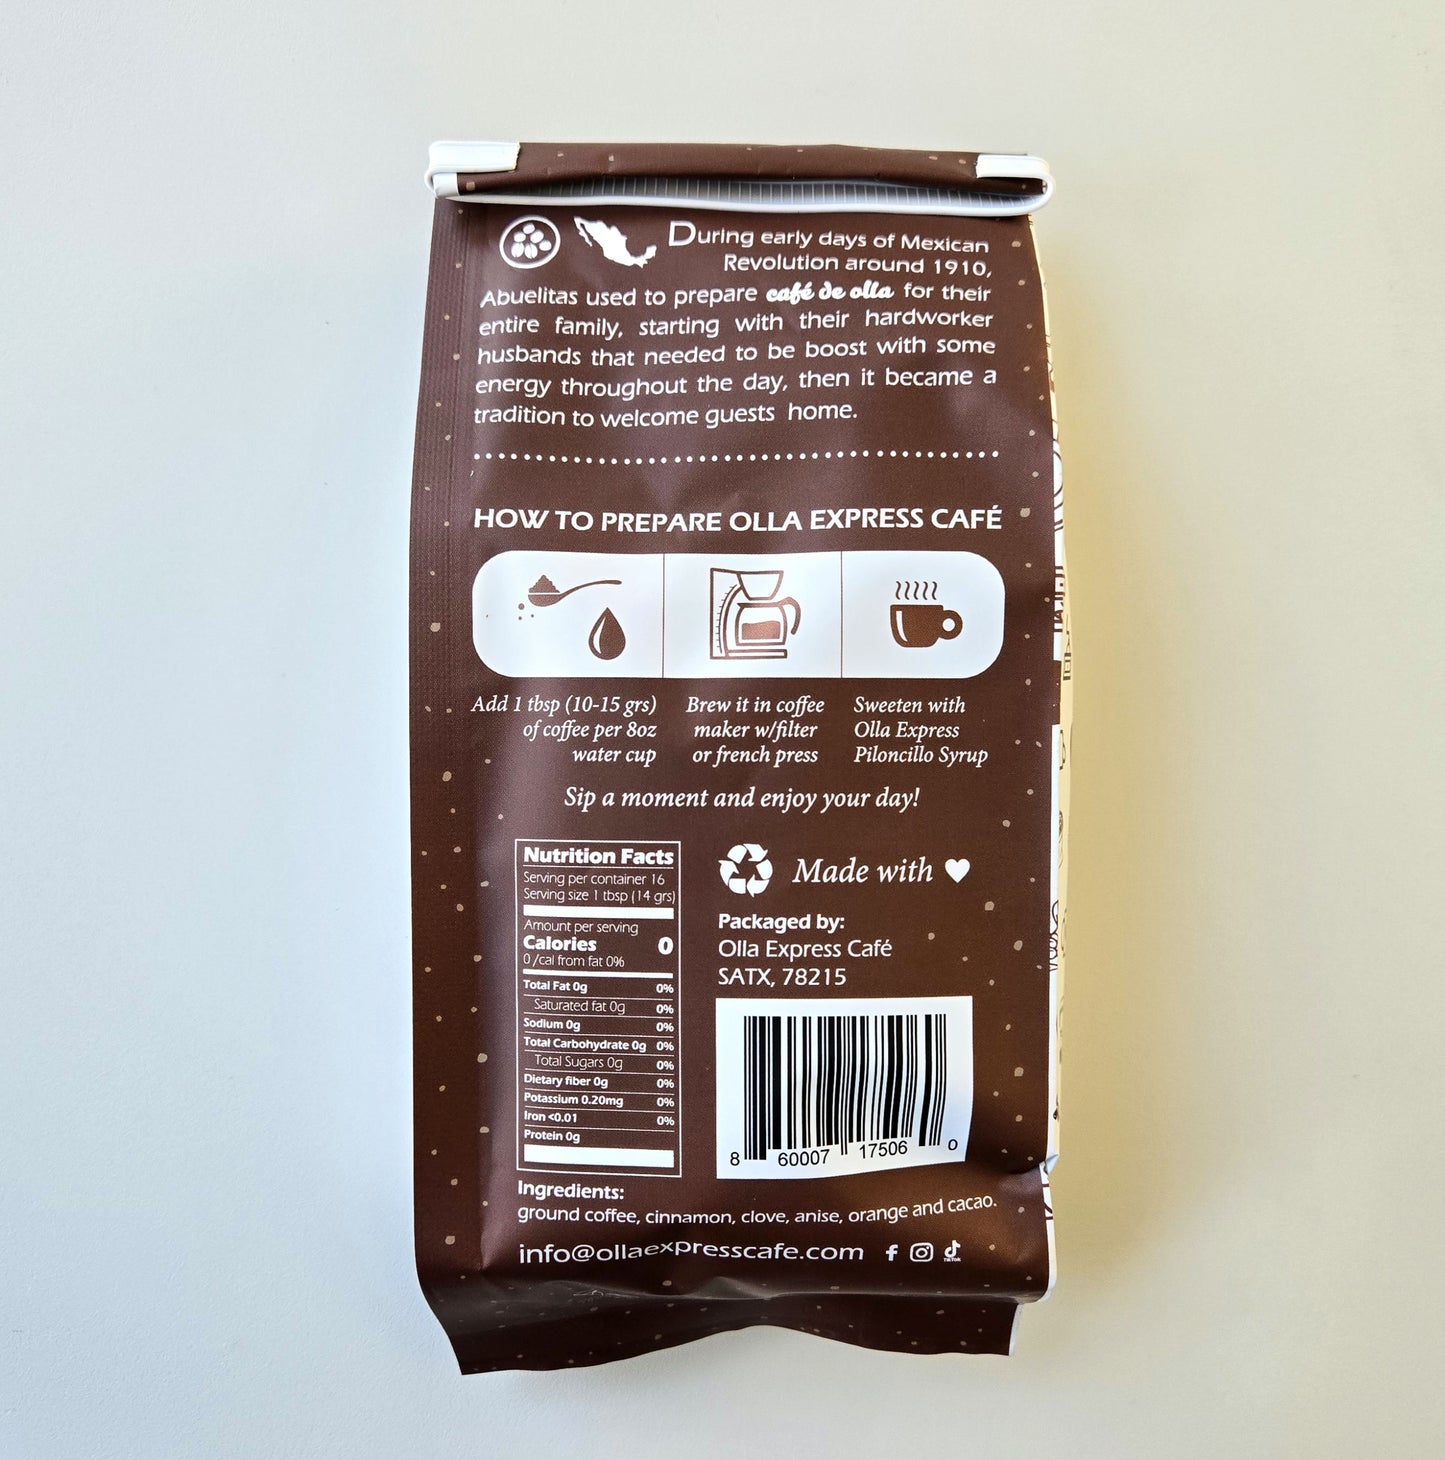 During early days of Mexican
Revolution around 1910,
Abuelitas used to prepare café de olla for their
entire family, starting with their hardworker
husbands that needed to be boost with some
energy throughout the day, then it became a
tradition to welcome guests home.
HOW TO PREPARE OLLA EXPRESS CAFÉ
Add 1 tbsp (10-15 grs)
of coffee per 8oz
water cup
Brew it in coffee
maker w/filter
or french press
Sweeten with
Olla Express
Piloncillo Syrup
Sip a moment and enjoy your day!
Nutrition Facts
Serving per container 16
Serving size 1 tbsp (14 grs)
Amount per serving
Calories 0
0 /cal from fat 0%
Total Fat 0g 0%
Saturated fat 0g 0%
Sodium 0g 0%
Total Carbohydrate 0g 0%
Total Sugars 0g 0%
Dietary fiber 0g 0%
Potassium 0.20mg 0%
Iron <0.01 0%
Protein 0g
Made with
Packaged by:
Olla Express Café
SATX, 78215
8 60007 17506 0
Ingredients:
ground coffee, cinnamon, clove, anise, orange and cacao.
info@ollaexpresscafe.com
TikTok